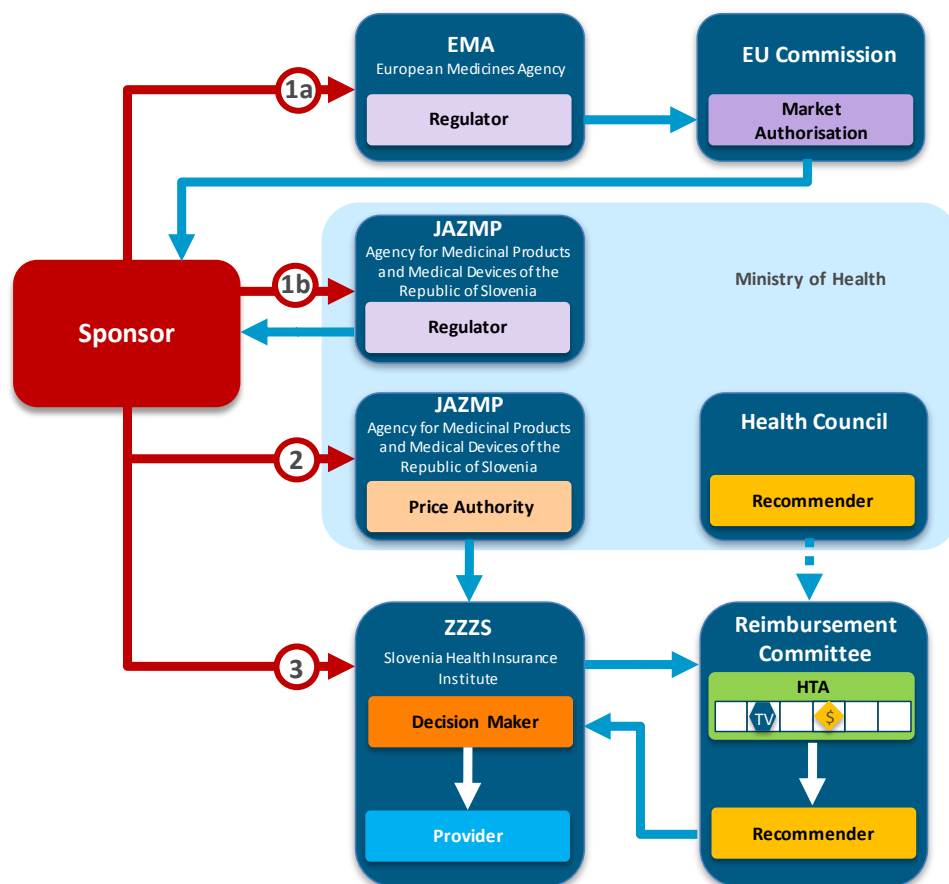 EMA
European Medicines Agency
Regulator
EU Commission
Market
Authorisation
1a
JAZMP
Agency for Medicinal Products
and Medical Devices of the
Republic of Slovenia
Regulator
Ministry of Health
1b
Sponsor
JAZMP
Agency for Medicinal Products
and Medical Devices of the
Republic of Slovenia
Price Authority
Health Council
Recommender
2
ZZZS
Slovenia Health Insurance
Institute
Decision Maker
Provider
3
Reimbursement
Committee
HTA
TV
$
Recommender